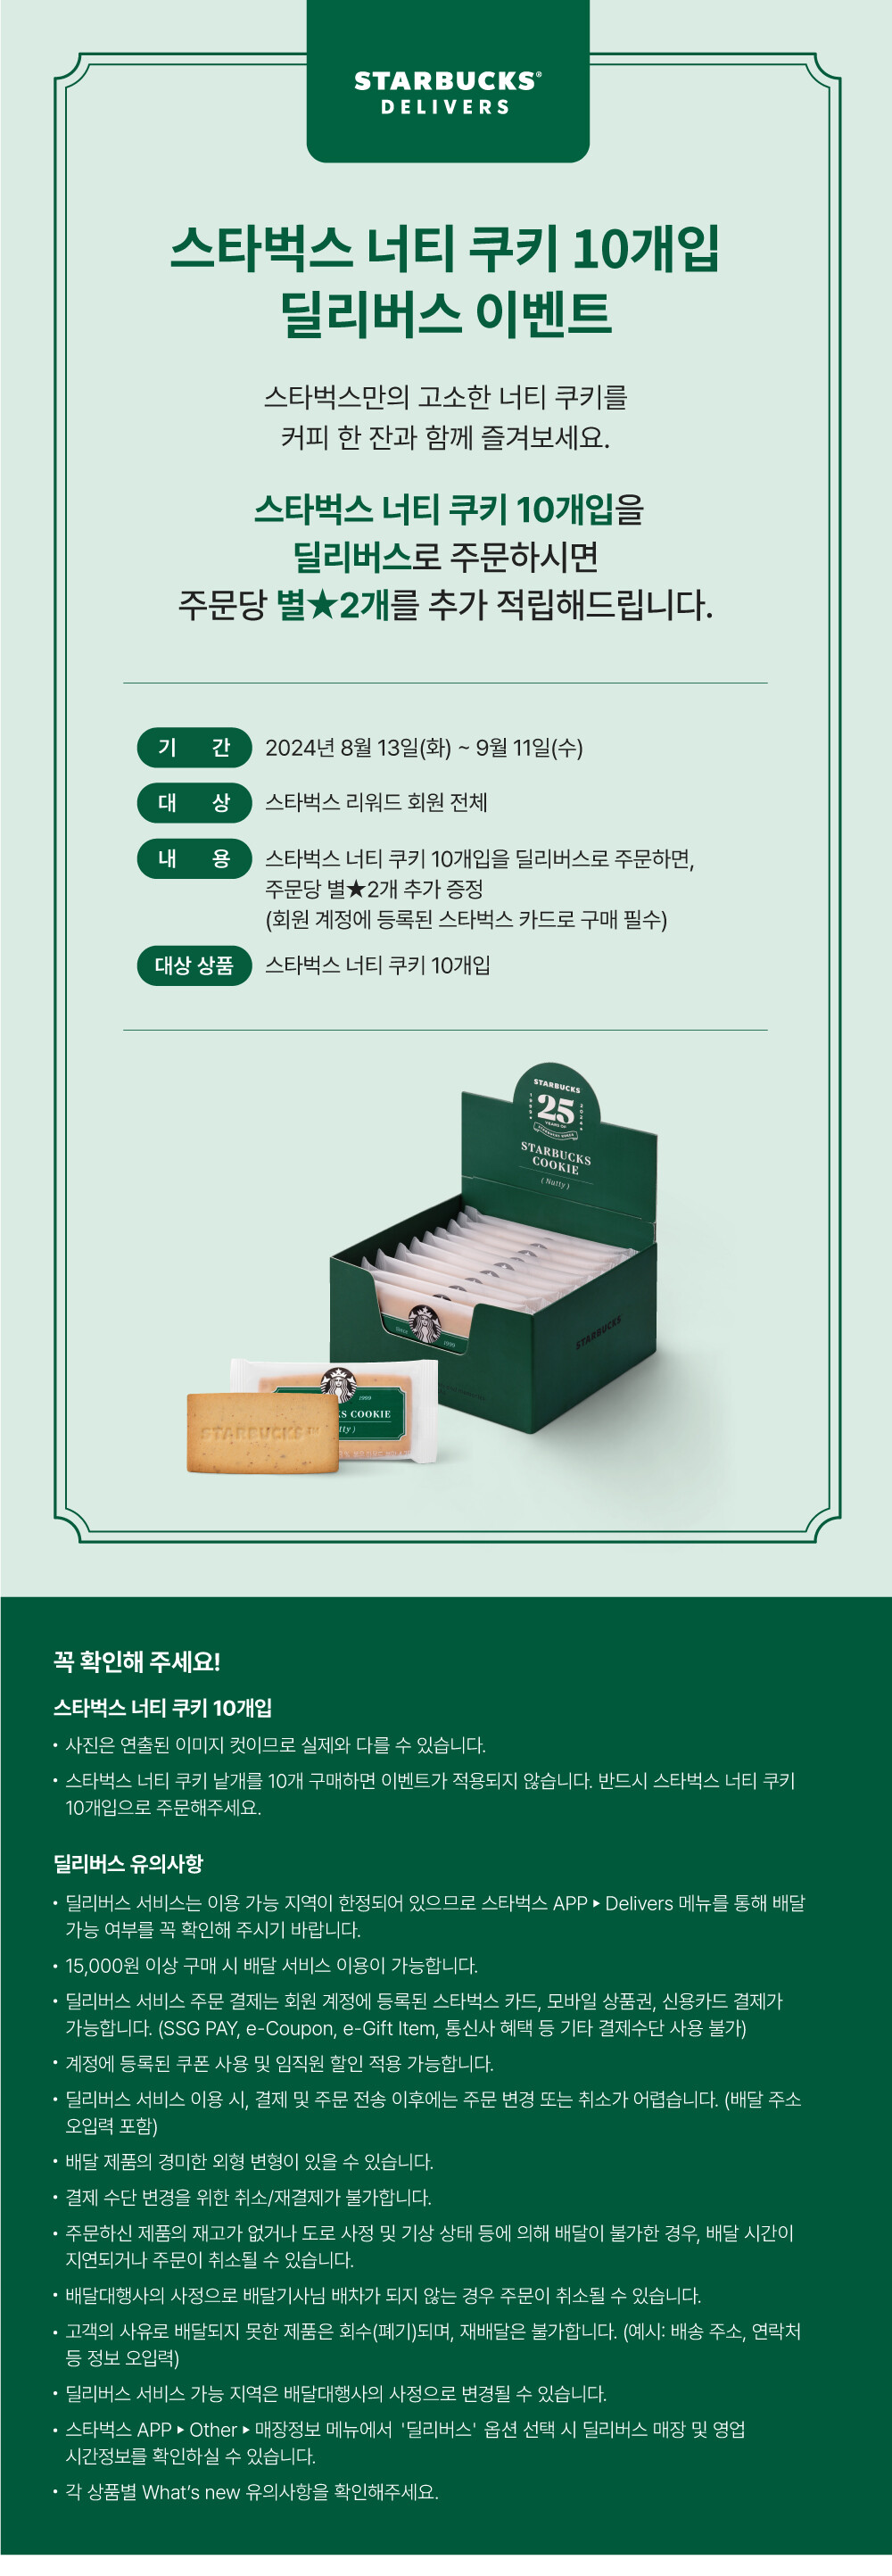 STARBUCKS®
DELIVERS
스타벅스 너티 쿠키 10개입
딜리버스 이벤트
스타벅스만의 고소한 너티 쿠키를
커피 한 잔과 함께 즐겨보세요.
스타벅스 너티 쿠키 10개입을
딜리버스로 주문하시면
주문당 별★2개를 추가 적립해드립니다.
기 간 2024년 8월 13일(화) ~ 9월 11일(수)
대 상 스타벅스 리워드 회원 전체
내 용 스타벅스 너티 쿠키 10개입을 딜리버스로 주문하면,
주문당 별★2개 추가 증정
(회원 계정에 등록된 스타벅스 카드로 구매 필수)
대상 상품 스타벅스 너티 쿠키 10개입
STARBUCKS
1999 25 2024
YEARS OF
STARBUCKS
COOKIE
( Nutty )
STARBUCKS
1999
1999
KS COOKIE
tty )
STARBUCKS™
꼭 확인해 주세요!
스타벅스 너티 쿠키 10개입
• 사진은 연출된 이미지 컷이므로 실제와 다를 수 있습니다.
• 스타벅스 너티 쿠키 낱개를 10개 구매하면 이벤트가 적용되지 않습니다. 반드시 스타벅스 너티 쿠키
10개입으로 주문해주세요.
딜리버스 유의사항
• 딜리버스 서비스는 이용 가능 지역이 한정되어 있으므로 스타벅스 APP ▸ Delivers 메뉴를 통해 배달
가능 여부를 꼭 확인해 주시기 바랍니다.
• 15,000원 이상 구매 시 배달 서비스 이용이 가능합니다.
• 딜리버스 서비스 주문 결제는 회원 계정에 등록된 스타벅스 카드, 모바일 상품권, 신용카드 결제가
가능합니다. (SSG PAY, e-Coupon, e-Gift Item, 통신사 혜택 등 기타 결제수단 사용 불가)
• 계정에 등록된 쿠폰 사용 및 임직원 할인 적용 가능합니다.
• 딜리버스 서비스 이용 시, 결제 및 주문 전송 이후에는 주문 변경 또는 취소가 어렵습니다. (배달 주소
오입력 포함)
• 배달 제품의 경미한 외형 변형이 있을 수 있습니다.
• 결제 수단 변경을 위한 취소/재결제가 불가합니다.
• 주문하신 제품의 재고가 없거나 도로 사정 및 기상 상태 등에 의해 배달이 불가한 경우, 배달 시간이
지연되거나 주문이 취소될 수 있습니다.
• 배달대행사의 사정으로 배달기사님 배차가 되지 않는 경우 주문이 취소될 수 있습니다.
• 고객의 사유로 배달되지 못한 제품은 회수(폐기)되며, 재배달은 불가합니다. (예시: 배송 주소, 연락처
등 정보 오입력)
• 딜리버스 서비스 가능 지역은 배달대행사의 사정으로 변경될 수 있습니다.
• 스타벅스 APP ▸ Other ▸ 매장정보 메뉴에서 '딜리버스' 옵션 선택 시 딜리버스 매장 및 영업
시간정보를 확인하실 수 있습니다.
• 각 상품별 What's new 유의사항을 확인해주세요.